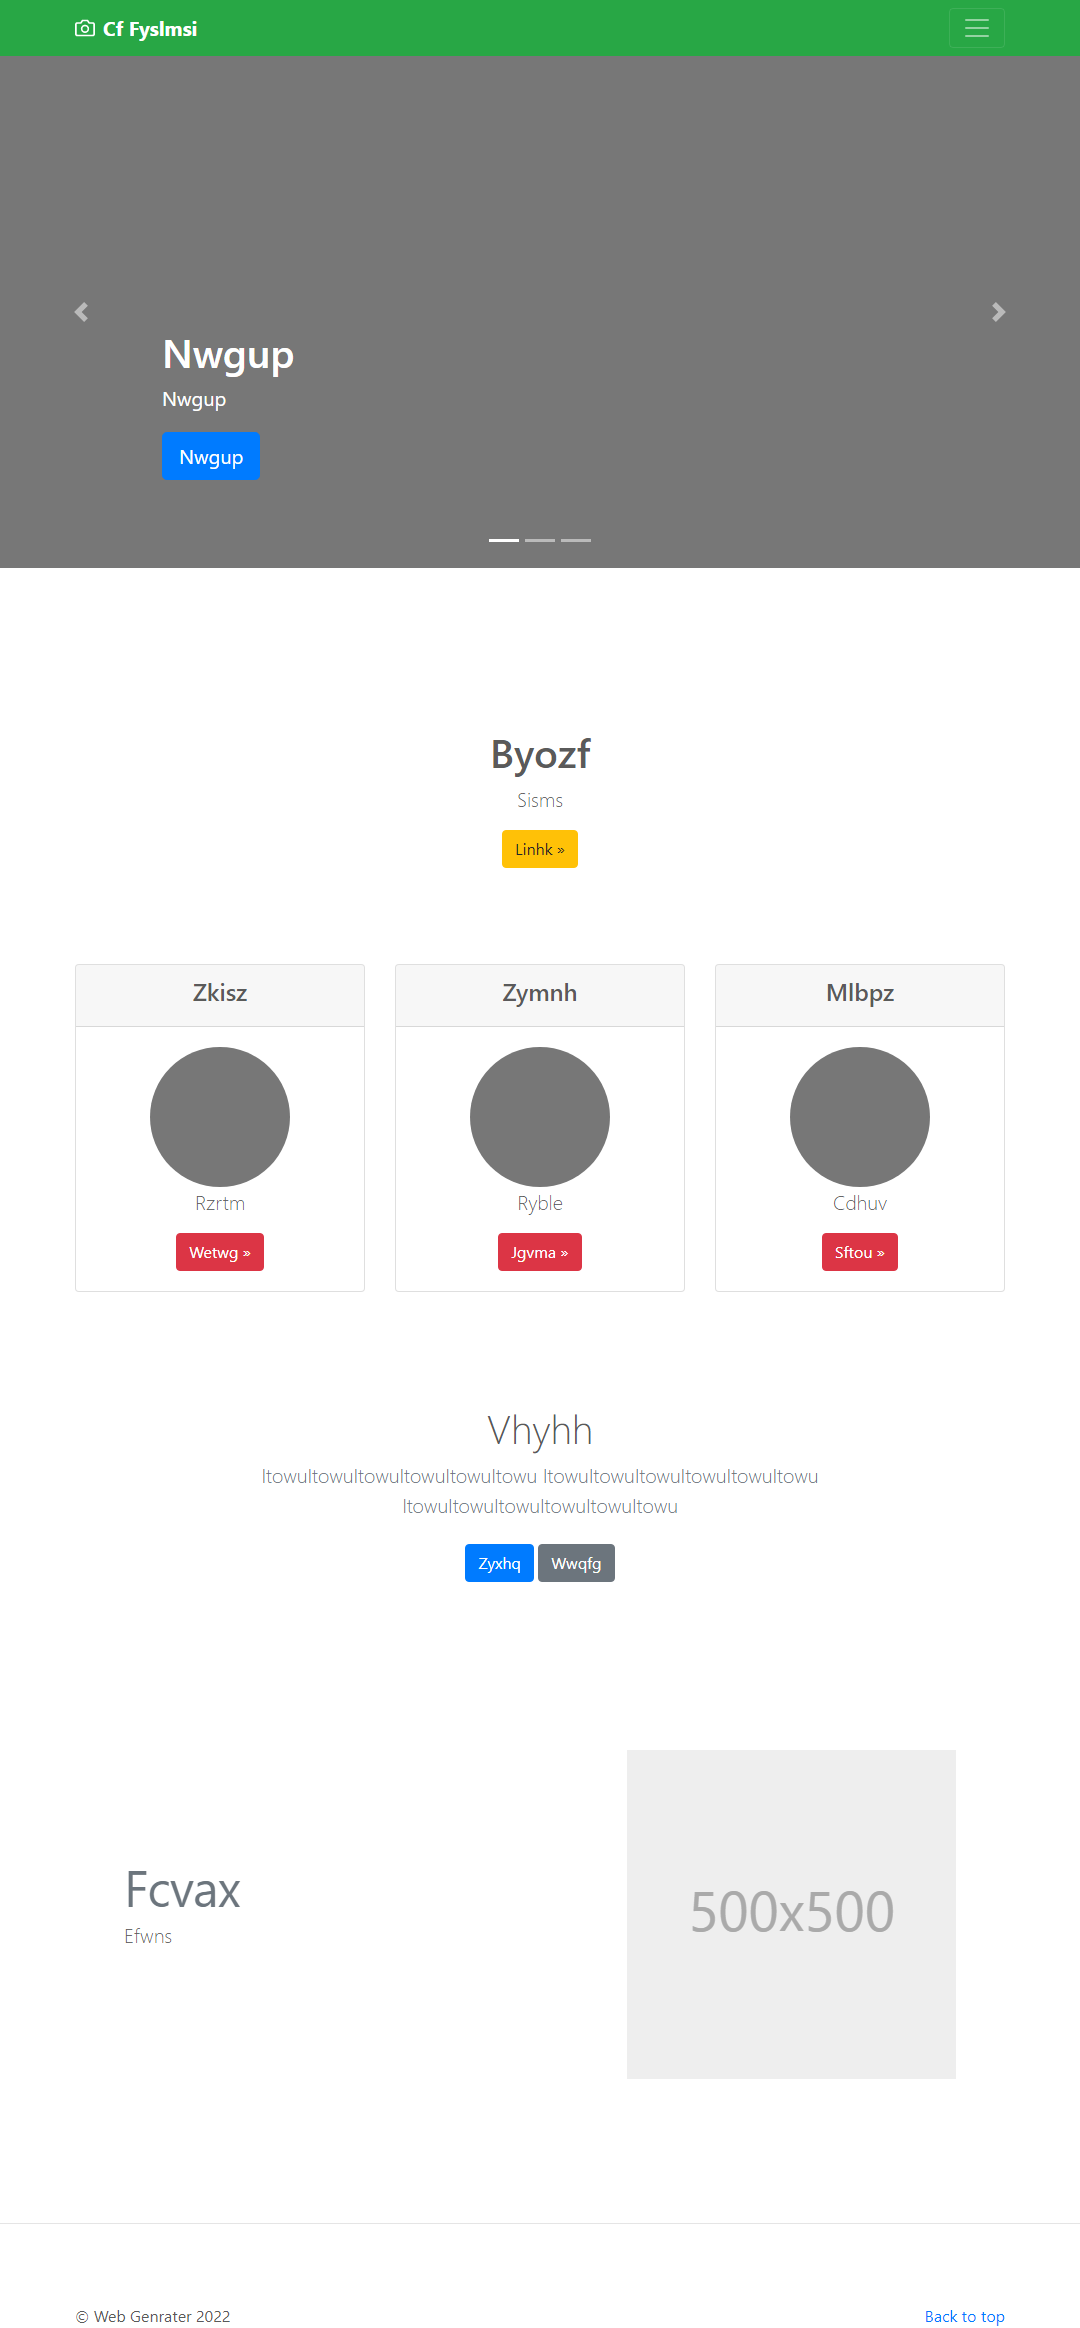 Cf Fyslmsi
Nwgup
Nwgup
Nwgup
Byozf
Sisms
Linhk »
Zkisz
Zymnh
Mlbpz
Rzrtm
Ryble
Cdhuv
Wetwg »
Jgvma »
Sftou »
Vhyhh
ltowultowultowultowultowultowu ltowultowultowultowultowultowu
ltowultowultowultowultowultowu
Zyxhq
Wwqfg
Fcvax
Efwns
500x500
© Web Genrater 2022
Back to top